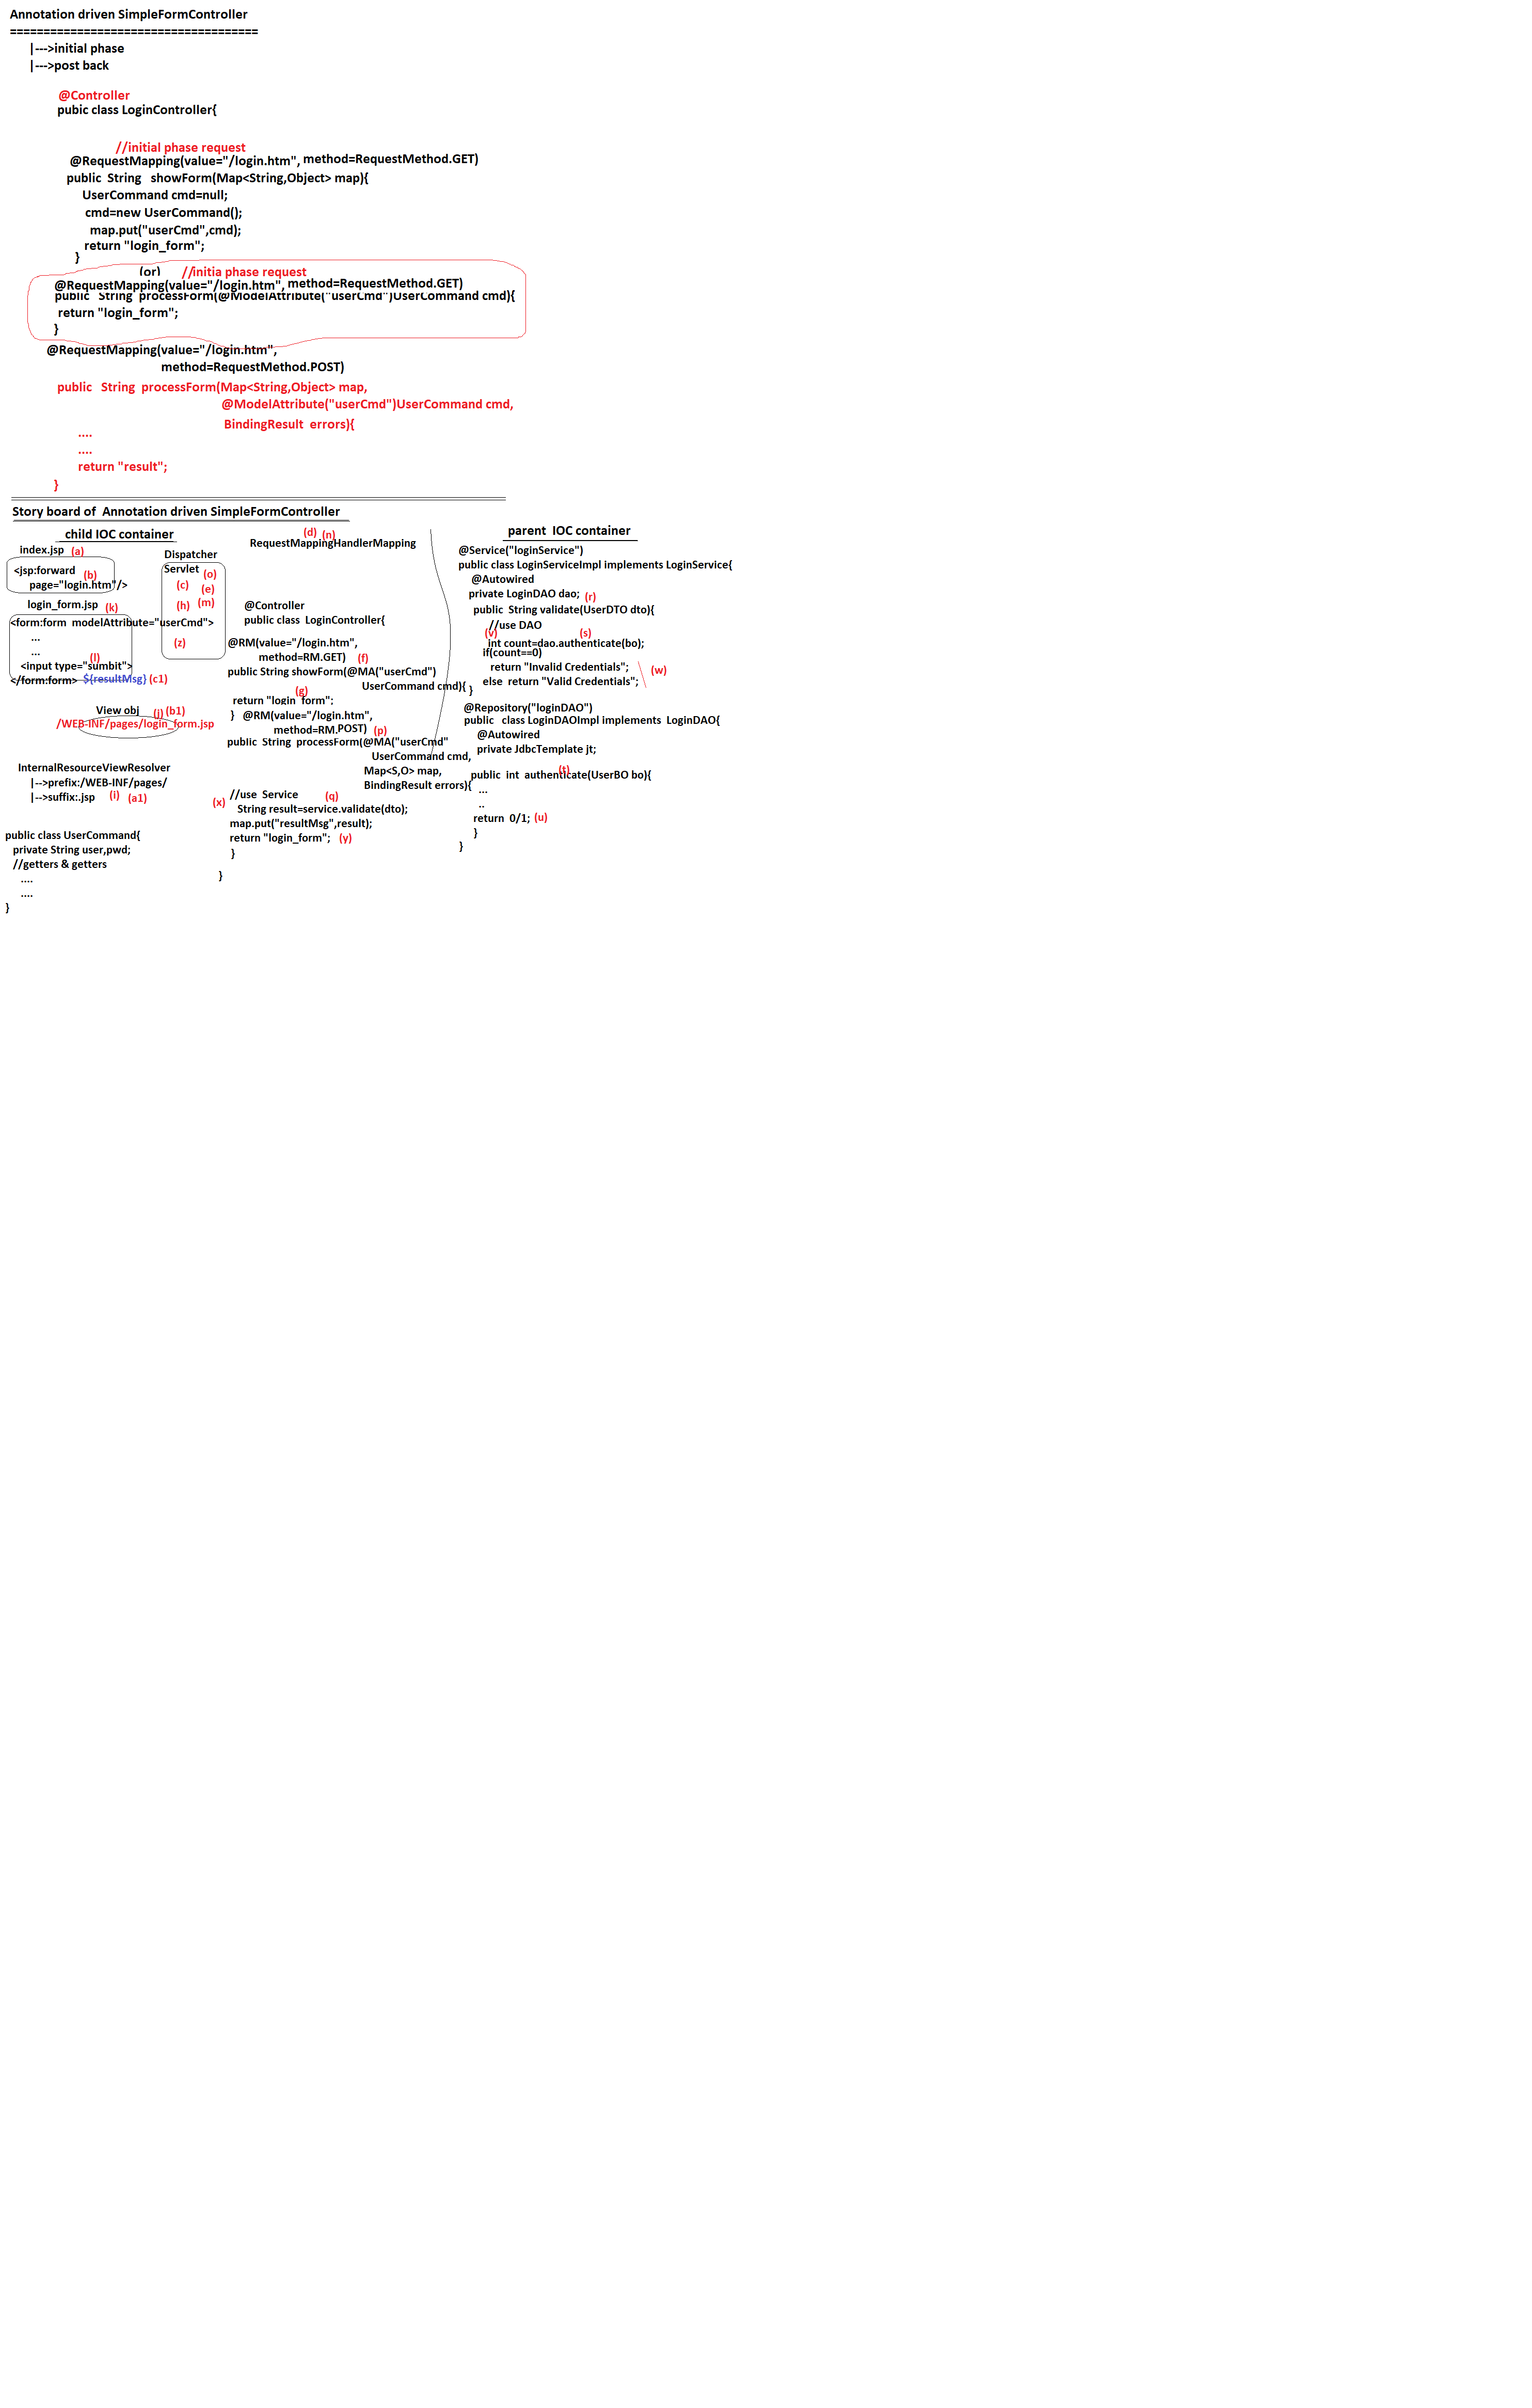 Annotation driven SimpleFormController
=====================================
|--->initial phase
|--->post back
@Controller
pubic class LoginController{
//initial phase request
@RequestMapping(value="/login.htm", method=RequestMethod.GET)
public String showForm(Map<String,Object> map){
UserCommand cmd=null;
cmd=new UserCommand();
map.put("userCmd",cmd);
return "login_form";
}
(or) //initia phase request
@RequestMapping(value="/login.htm", method=RequestMethod.GET)
public String processForm(@ModelAttribute("userCmd")UserCommand cmd){
return "login_form";
}
@RequestMapping(value="/login.htm",
method=RequestMethod.POST)
public String processForm(Map<String,Object> map,
@ModelAttribute("userCmd")UserCommand cmd,
BindingResult errors){
....
....
return "result";
}
Story board of Annotation driven SimpleFormController
child IOC container
index.jsp (a)
<jsp:forward (b)
page="login.htm"/>
login_form.jsp (k)
<form:form modelAttribute="userCmd">
...
...
(l)
<input type="sumbit">
</form:form> ${resultMsg} (c1)
View obj (j) (b1)
/WEB-INF/pages/login_form.jsp
InternalResourceViewResolver
|-->prefix:/WEB-INF/pages/
|-->suffix:.jsp (i) (a1)
public class UserCommand{
private String user,pwd;
//getters & getters
....
....
}
Dispatcher
Servlet (o)
(c) (e)
(h) (m)
(z)
(d) (n)
RequestMappingHandlerMapping
@Controller
public class LoginController{
@RM(value="/login.htm",
method=RM.GET) (f)
public String showForm(@MA("userCmd")
UserCommand cmd){
(g)
return "login_form";
} @RM(value="/login.htm",
method=RM.POST) (p)
public String processForm(@MA("userCmd"
UserCommand cmd,
Map<S,O> map,
BindingResult errors){
//use Service (q)
(x)
String result=service.validate(dto);
map.put("resultMsg",result);
return "login_form"; (y)
}
}
parent IOC container
@Service("loginService")
public class LoginServiceImpl implements LoginService{
@Autowired
private LoginDAO dao; (r)
public String validate(UserDTO dto){
//use DAO
(v) (s)
int count=dao.authenticate(bo);
if(count==0)
return "Invalid Credentials"; (w)
else return "Valid Credentials";
}
@Repository("loginDAO")
public class LoginDAOImpl implements LoginDAO{
@Autowired
private JdbcTemplate jt;
(t)
public int authenticate(UserBO bo){
...
..
return 0/1; (u)
}
}